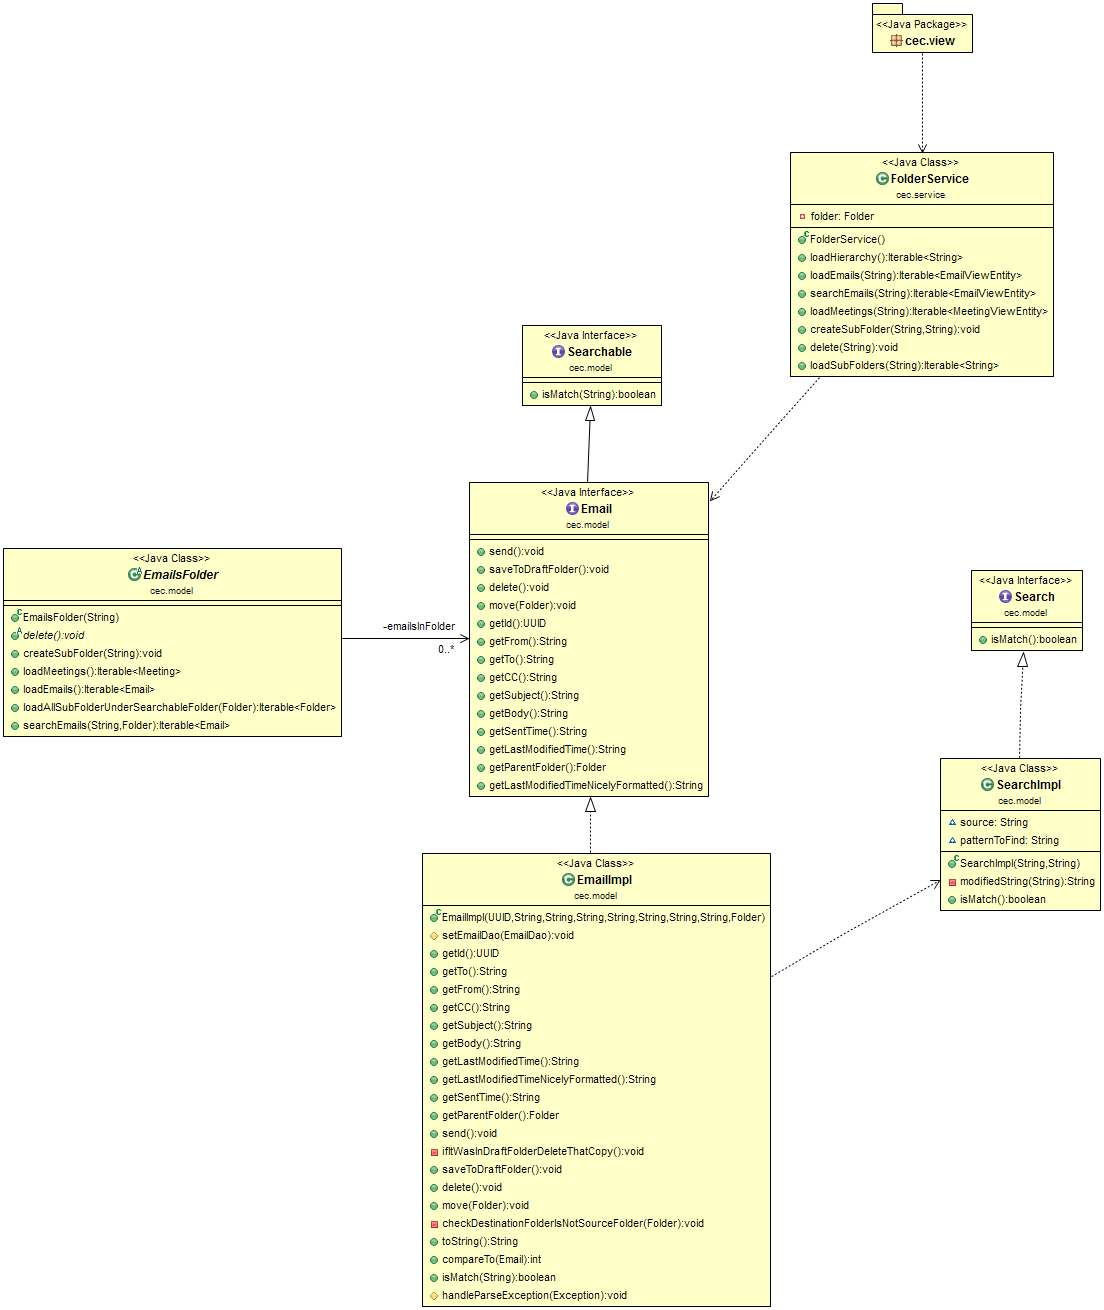 <<Java Package>>
cec.view
<<Java Class>>
FolderService
cec.service
folder: Folder
FolderService()
loadHierarchy():Iterable<String>
loadEmails(String):Iterable<EmailViewEntity>
searchEmails(String):Iterable<EmailViewEntity>
loadMeetings(String):Iterable<MeetingViewEntity>
createSubFolder(String,String):void
delete(String):void
loadSubFolders(String):Iterable<String>
<<Java Interface>>
Searchable
cec.model
isMatch(String):boolean
<<Java Interface>>
Email
cec.model
send():void
saveToDraftFolder():void
delete():void
move(Folder):void
getId():UUID
getFrom():String
getTo():String
getCC():String
getSubject():String
getBody():String
getSentTime():String
getLastModifiedTime():String
getParentFolder():Folder
getLastModifiedTimeNicelyFormatted():String
<<Java Class>>
EmailsFolder
cec.model
EmailsFolder(String)
delete():void
createSubFolder(String):void
loadMeetings():Iterable<Meeting>
loadEmails():Iterable<Email>
loadAllSubFolderUnderSearchableFolder(Folder):Iterable<Folder>
searchEmails(String,Folder):Iterable<Email>
-emailsInFolder
0..*
<<Java Interface>>
Search
cec.model
isMatch():boolean
<<Java Class>>
SearchImpl
cec.model
source: String
patternToFind: String
SearchImpl(String,String)
modifiedString(String):String
isMatch():boolean
<<Java Class>>
EmailImpl
cec.model
EmailImpl(UUID,String,String,String,String,String,String,String,Folder)
setEmailDao(EmailDao):void
getId():UUID
getTo():String
getFrom():String
getCC():String
getSubject():String
getBody():String
getLastModifiedTime():String
getLastModifiedTimeNicelyFormatted():String
getSentTime():String
getParentFolder():Folder
send():void
ifItWasInDraftFolderDeleteThatCopy():void
saveToDraftFolder():void
delete():void
move(Folder):void
checkDestinationFolderIsNotSourceFolder(Folder):void
toString():String
compareTo(Email):int
isMatch(String):boolean
handleParseException(Exception):void